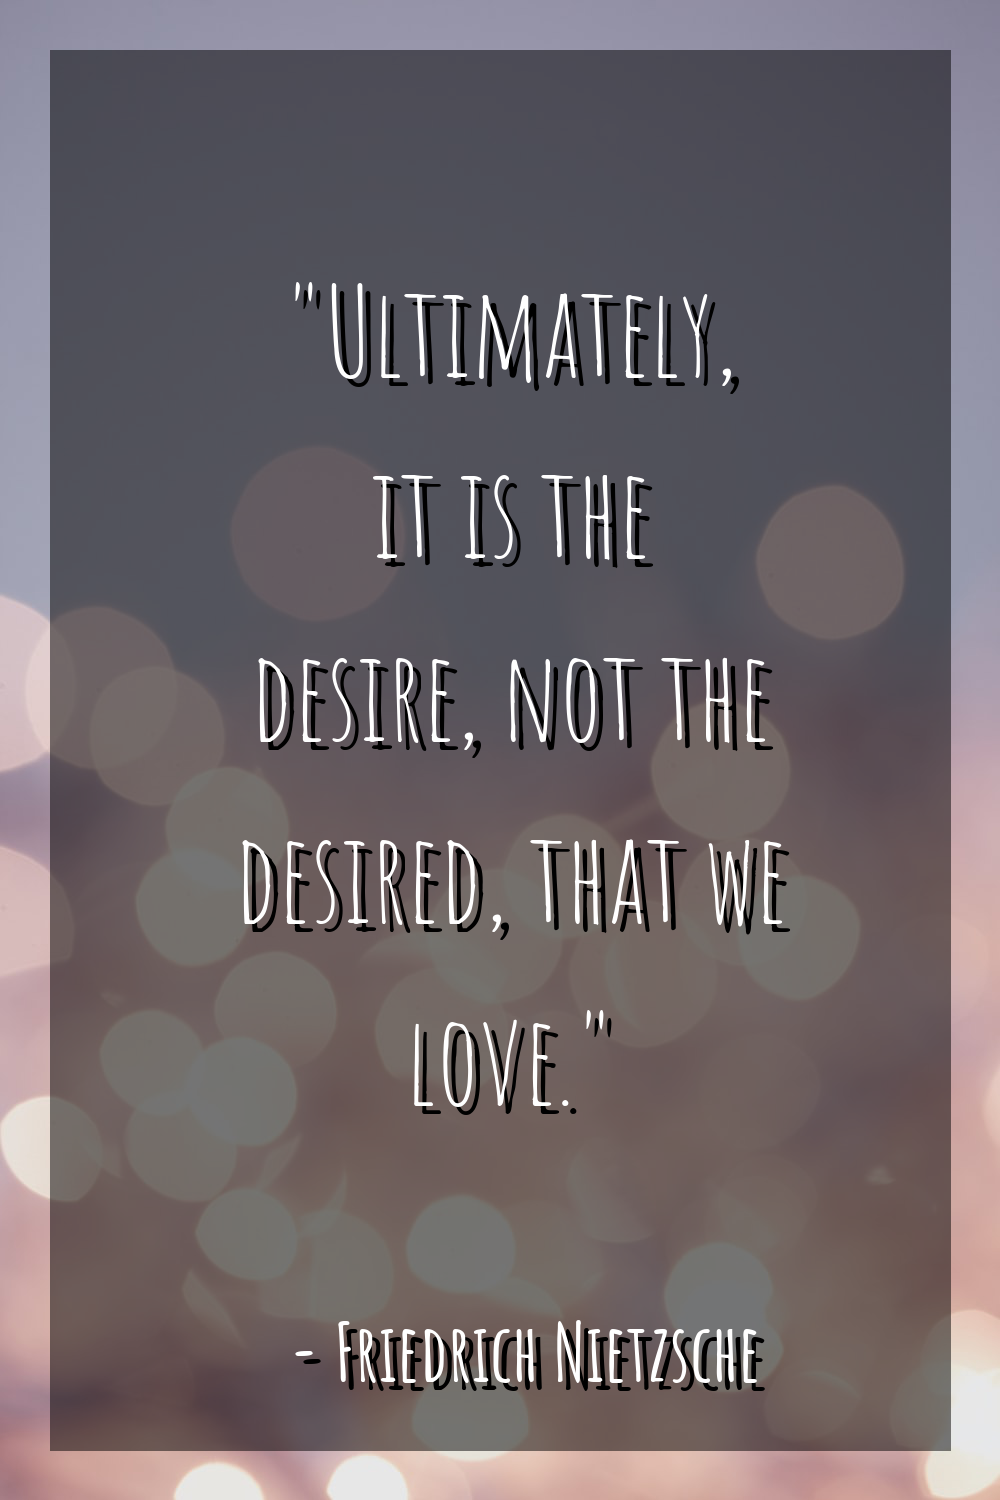 "Ultimately,
it is the
desire, not the
desired, that we
love."
- Friedrich Nietzsche